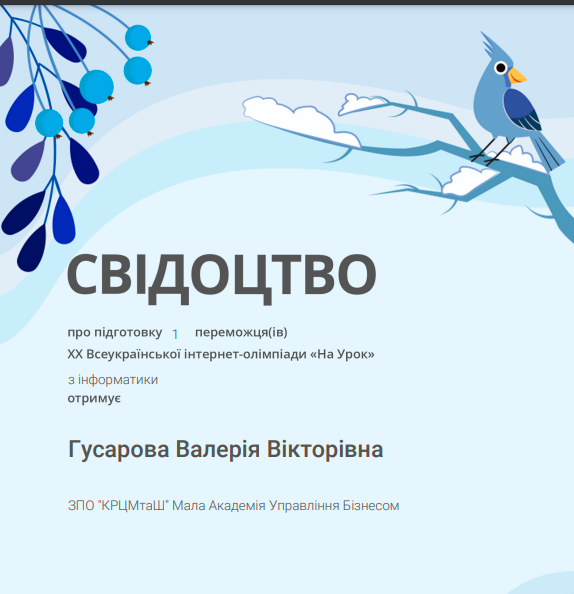 СВІДОЦТВО
про підготовку 1 переможця(ів)
XX Всеукраїнської інтернет-олімпіади «На Урок»
з інформатики
отримує
Гусарова Валерія Вікторівна
ЗПО "КРЦМтаШ" Мала Академія Управління Бізнесом